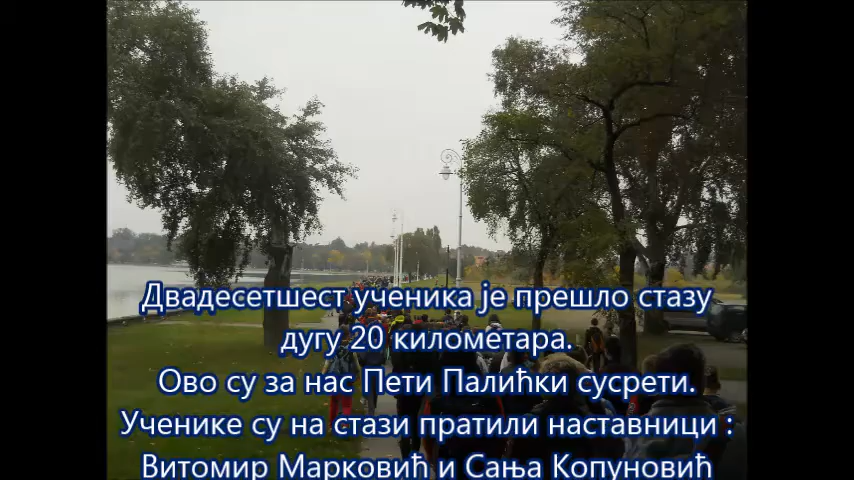 Двадесетшест ученика је прешло стазу
дугу 20 километара.
Ово су за нас Пети Палићки сусрети.
Ученике су на стази пратили наставници :
Витомир Марковић и Сања Копуновић